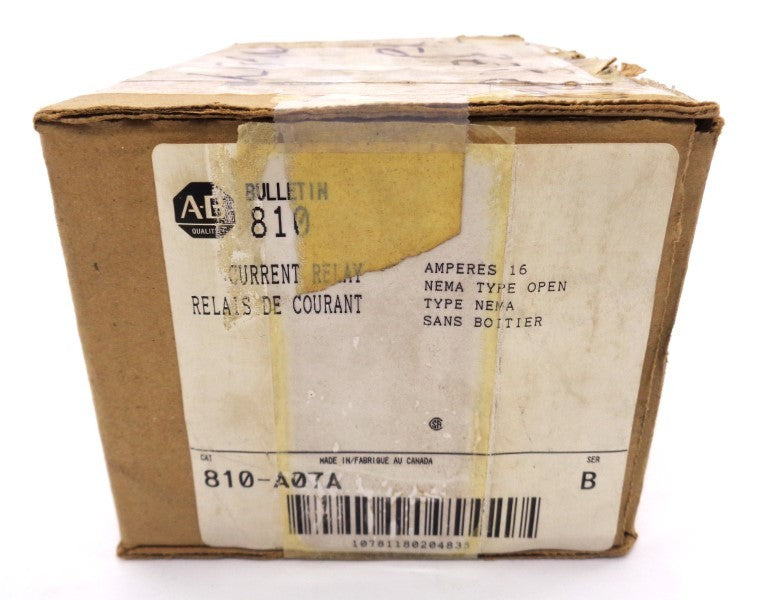 A-B
QUALITY
BULLETIN
810
CURRENT RELAY
RELAIS DE COURANT
AMPERES 16
NEMA TYPE OPEN
TYPE NEMA
SANS BOITIER
CAT
MADE IN/FABRIQUE AU CANADA
SER
810-A07A
B
10781180204835